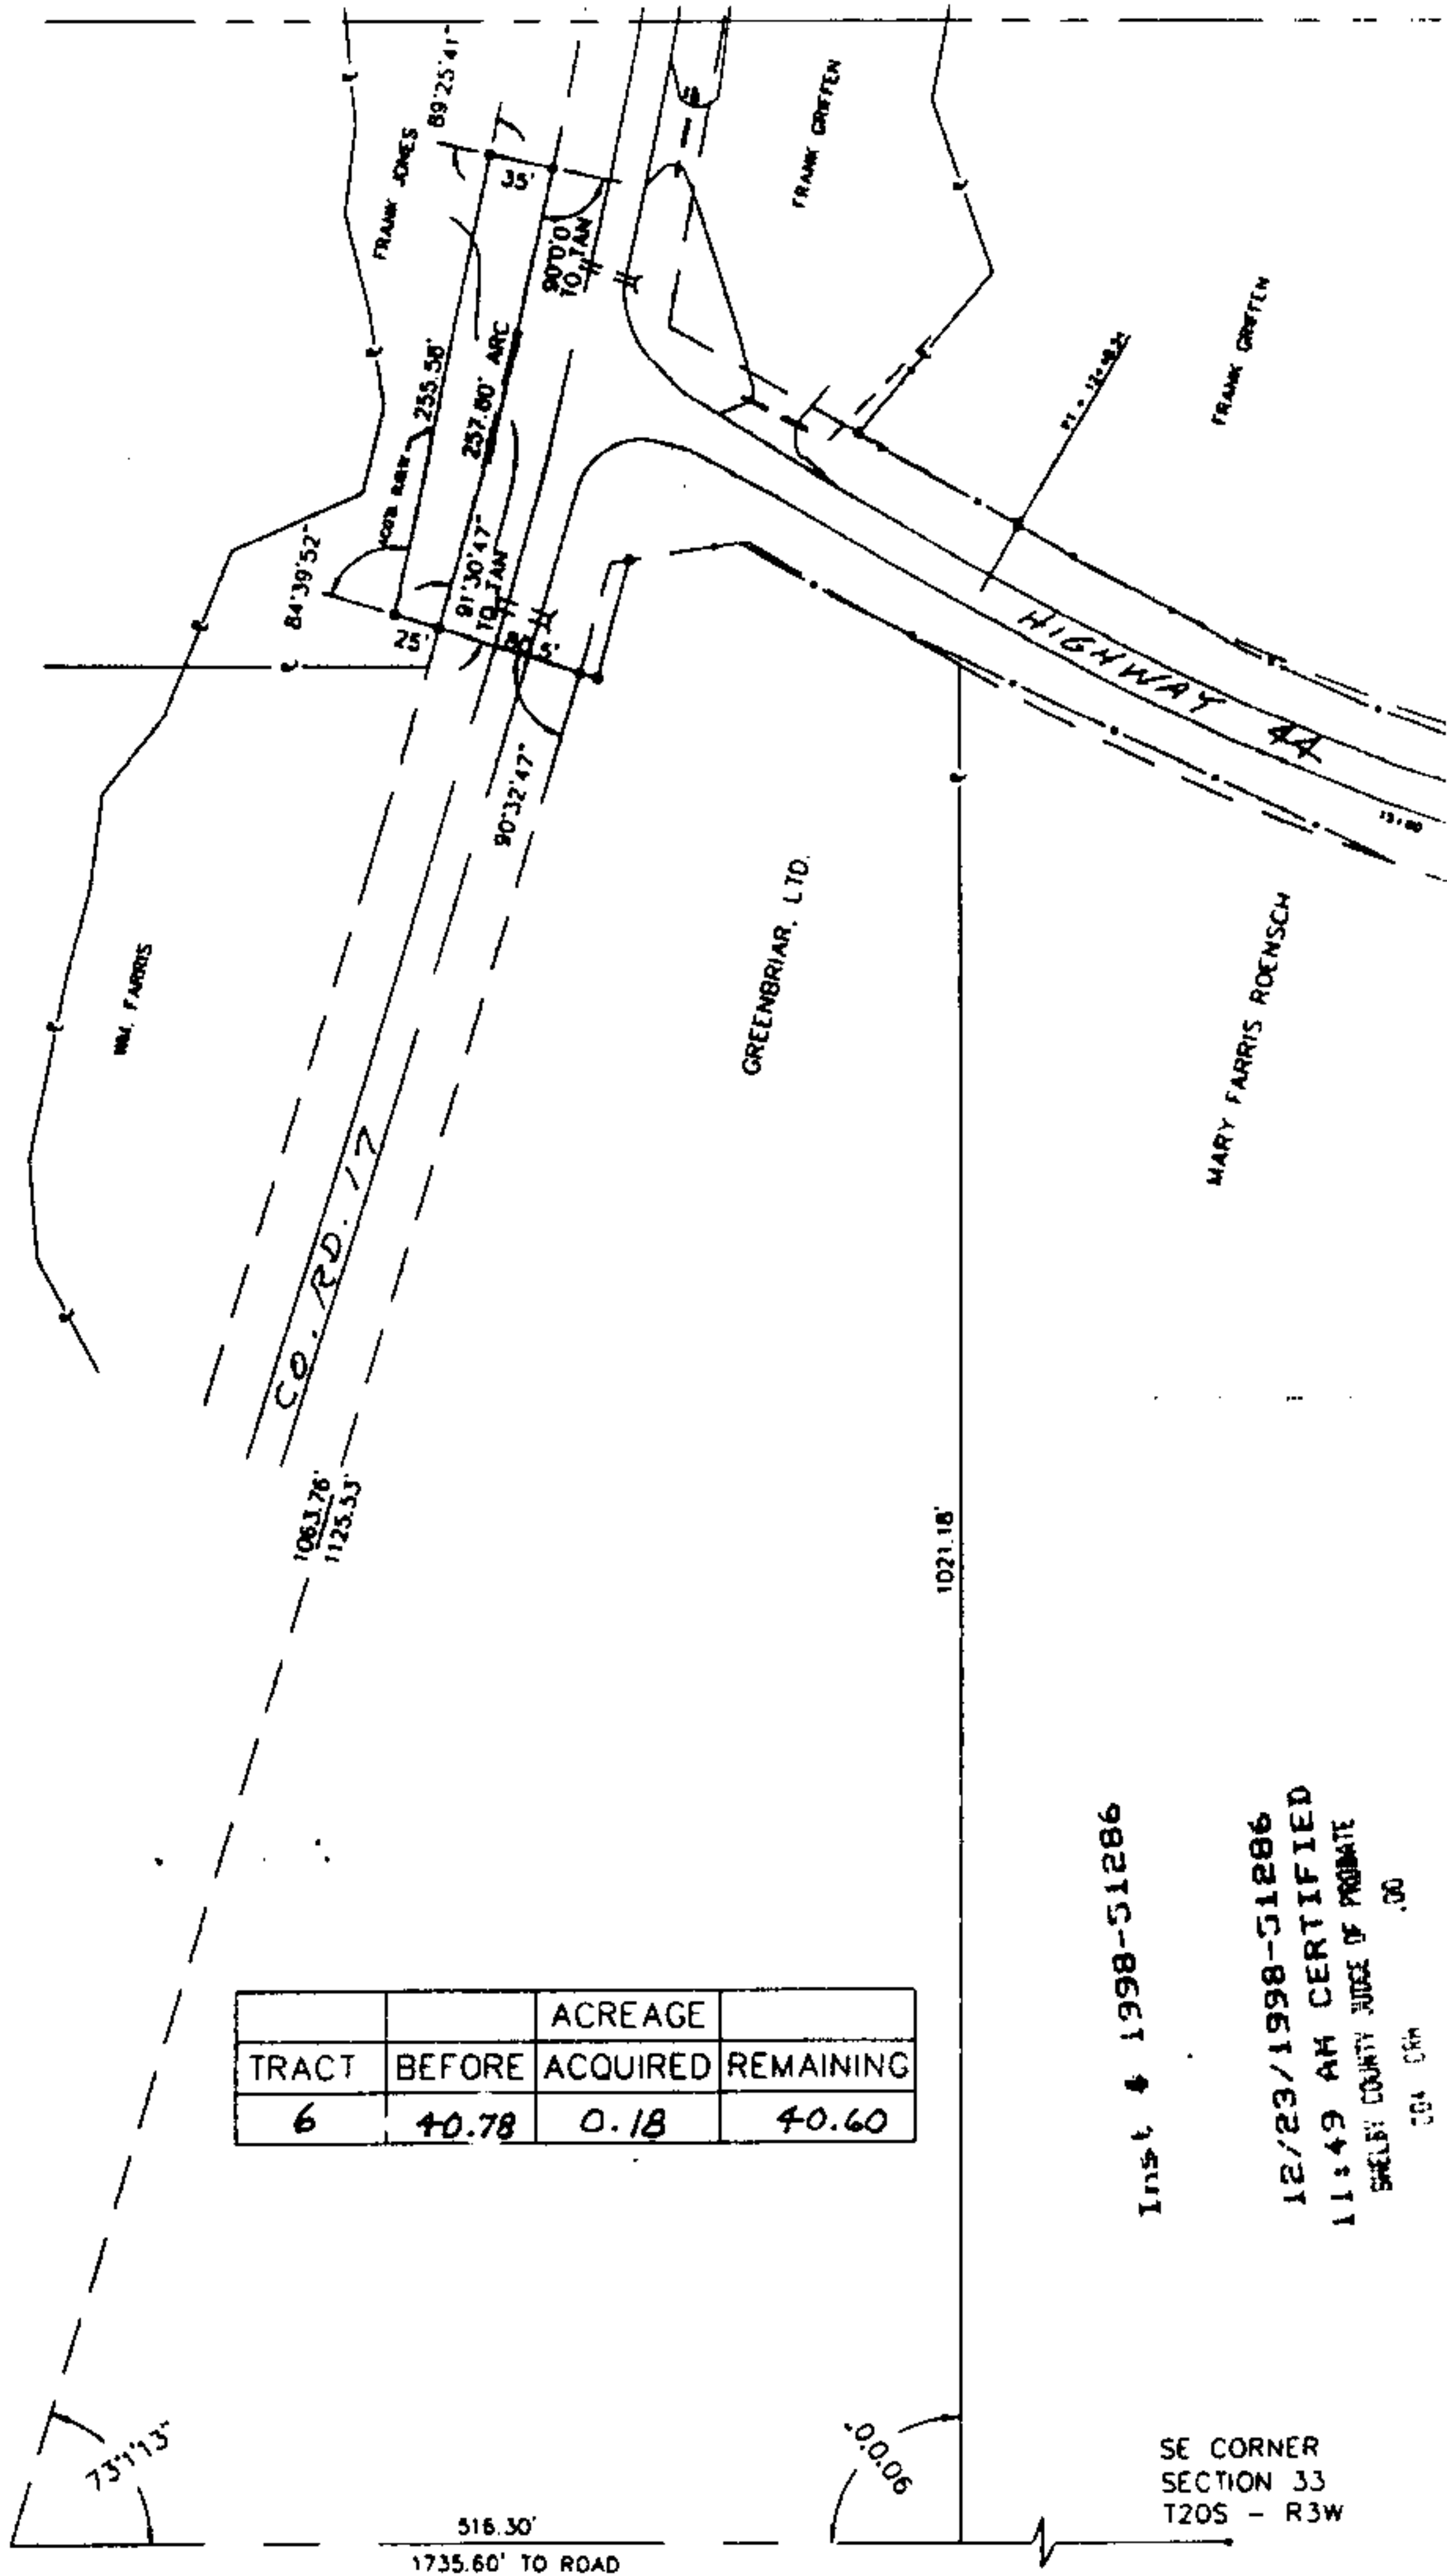 89°25'41"
FRANK JONES
35'
FRANK GRIFFEN
90°0'0"
TO TAN
255.58'
257.80' ARC
84°39'52"
91°30'47"
TO TAN
25'
FRANK GRIFFEN
HIGHWAY 44
90°32'47"
WM. FARRIS
GREENBRIAR, LTD.
MARY FARRIS ROENSCH
CO. RD. 17
1063.76'
1125.53'
1021.18'
ACREAGE
TRACT BEFORE ACQUIRED REMAINING
6 40.78 0.18 40.60
Inst # 1998-51286
12/23/1998-51286
11:49 AM CERTIFIED
SHELBY COUNTY JUDGE OF PROBATE
.00
73°1'13"
90°0'0"
SE CORNER
SECTION 33
T20S - R3W
516.30'
1735.60' TO ROAD